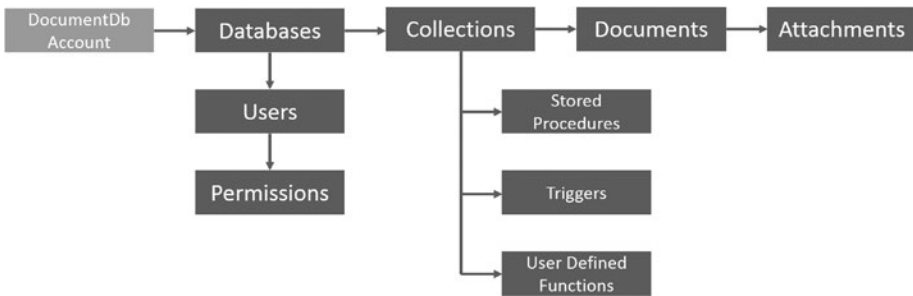 DocumentDb
Account
Databases
Collections
Documents
Attachments
Users
Permissions
Stored
Procedures
Triggers
User Defined
Functions